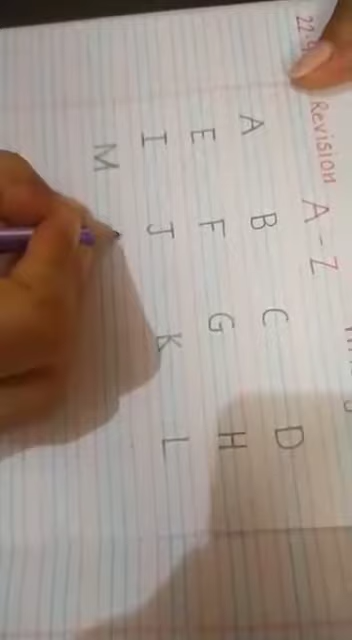 Revision A-Z
A B C D
E F G H
I J K L
M